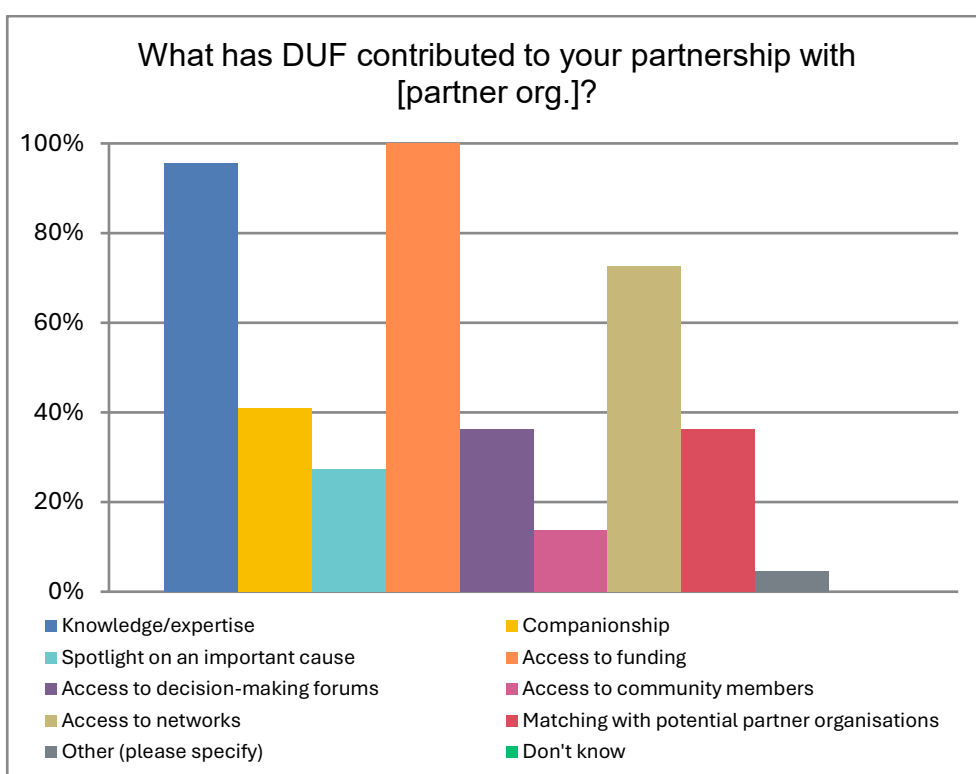 What has DUF contributed to your partnership with
[partner org.]?
100%
80%
60%
40%
20%
0%
Knowledge/expertise
Companionship
Spotlight on an important cause
Access to funding
Access to decision-making forums
Access to community members
Access to networks
Matching with potential partner organisations
Other (please specify)
Don't know